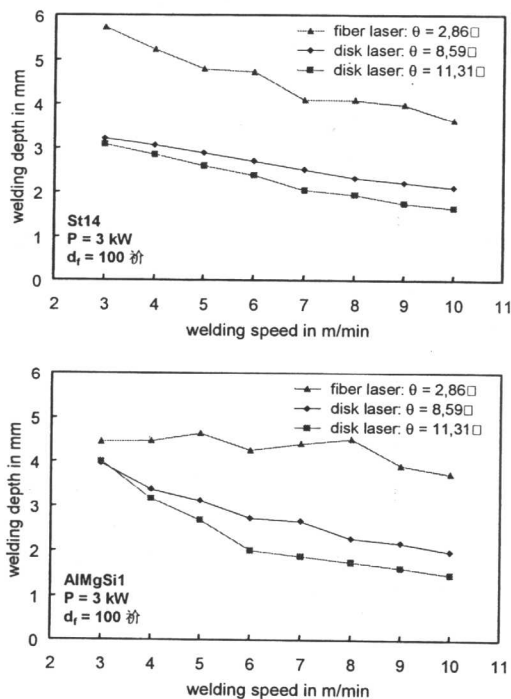 6
5
4
3
2
1
0
welding depth in mm
fiber laser: θ = 2,86□
disk laser: θ = 8,59□
disk laser: θ = 11,31□
St14
P = 3 kW
df = 100 祄
2 3 4 5 6 7 8 9 10 11
welding speed in m/min
6
5
4
3
2
1
0
welding depth in mm
fiber laser: θ = 2,86□
disk laser: θ = 8,59□
disk laser: θ = 11,31□
AlMgSi1
P = 3 kW
df = 100 祄
2 3 4 5 6 7 8 9 10 11
welding speed in m/min